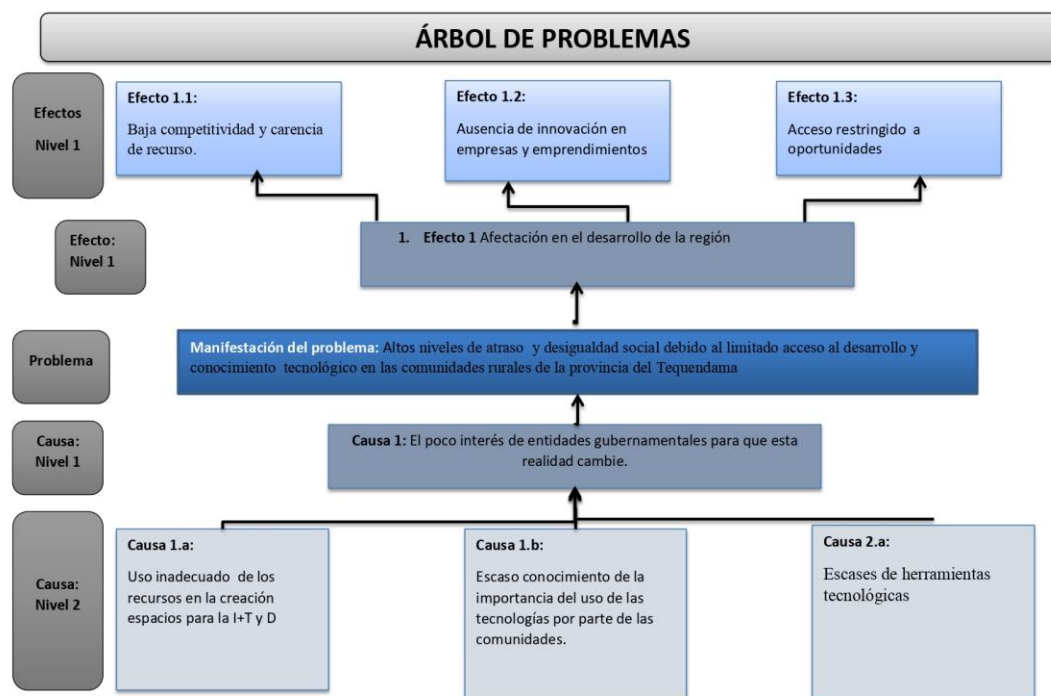 ÁRBOL DE PROBLEMAS
Efectos
Nivel 1
Efecto 1.1:
Baja competitividad y carencia
de recurso.
Efecto 1.2:
Ausencia de innovación en
empresas y emprendimientos
Efecto 1.3:
Acceso restringido a
oportunidades
Efecto:
Nivel 1
1. Efecto 1 Afectación en el desarrollo de la región
Problema
Manifestación del problema: Altos niveles de atraso y desigualdad social debido al limitado acceso al desarrollo y
conocimiento tecnológico en las comunidades rurales de la provincia del Tequendama
Causa:
Nivel 1
Causa 1: El poco interés de entidades gubernamentales para que esta
realidad cambie.
Causa:
Nivel 2
Causa 1.a:
Uso inadecuado de los
recursos en la creación
espacios para la I+T y D
Causa 1.b:
Escaso conocimiento de la
importancia del uso de las
tecnologías por parte de las
comunidades.
Causa 2.a:
Escases de herramientas
tecnológicas